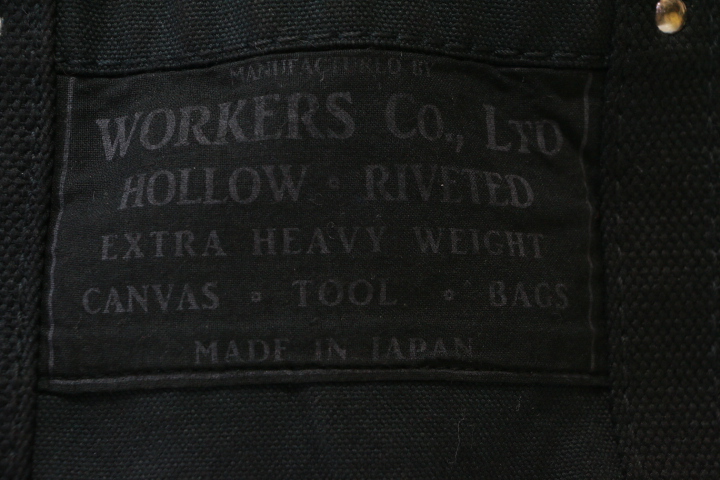 MANUFACTURED BY
WORKERS CO., LTD
HOLLOW ▫ RIVETED
EXTRA HEAVY WEIGHT
CANVAS ▫ TOOL ▫ BAGS
MADE IN JAPAN